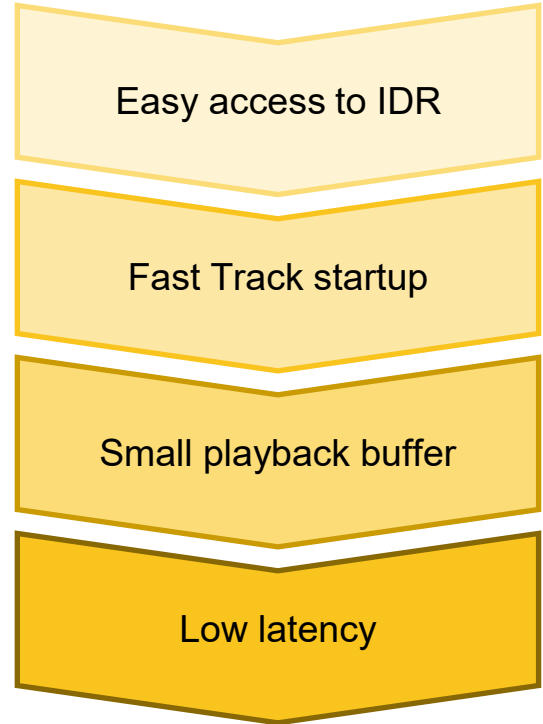 Easy access to IDR
Fast Track startup
Small playback buffer
Low latency